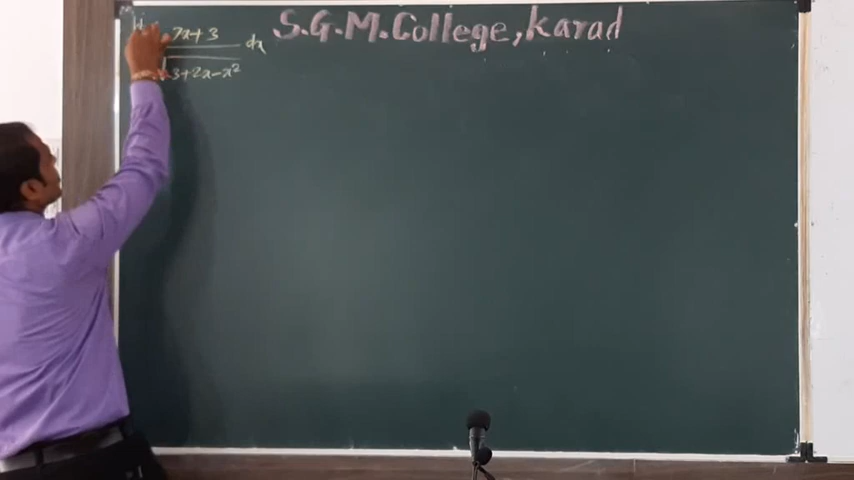 S.G.M. College, Karad
7x+3 dx
√3+2x-x²